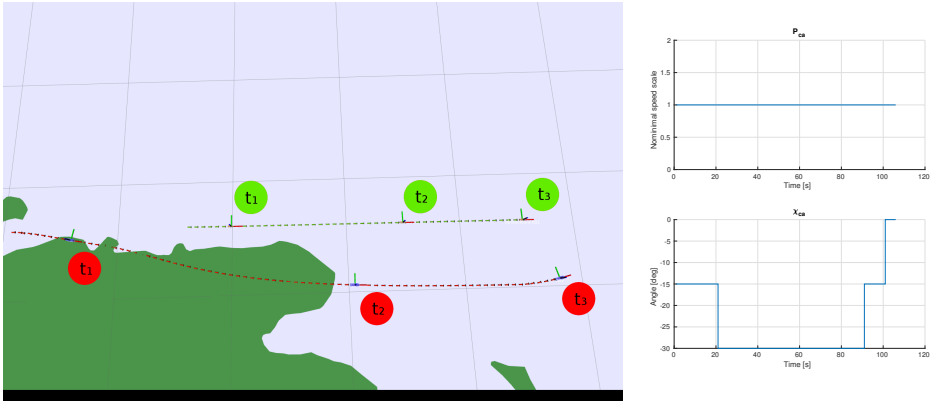 t1
t2
t3
t1
t2
t3
Pca
2
1.5
1
0.5
0
Nomimimal speed scale
0 20 40 60 80 100 120
Time [s]
χca
0
-5
-10
-15
-20
-25
-30
Angle [deg]
0 20 40 60 80 100 120
Time [s]